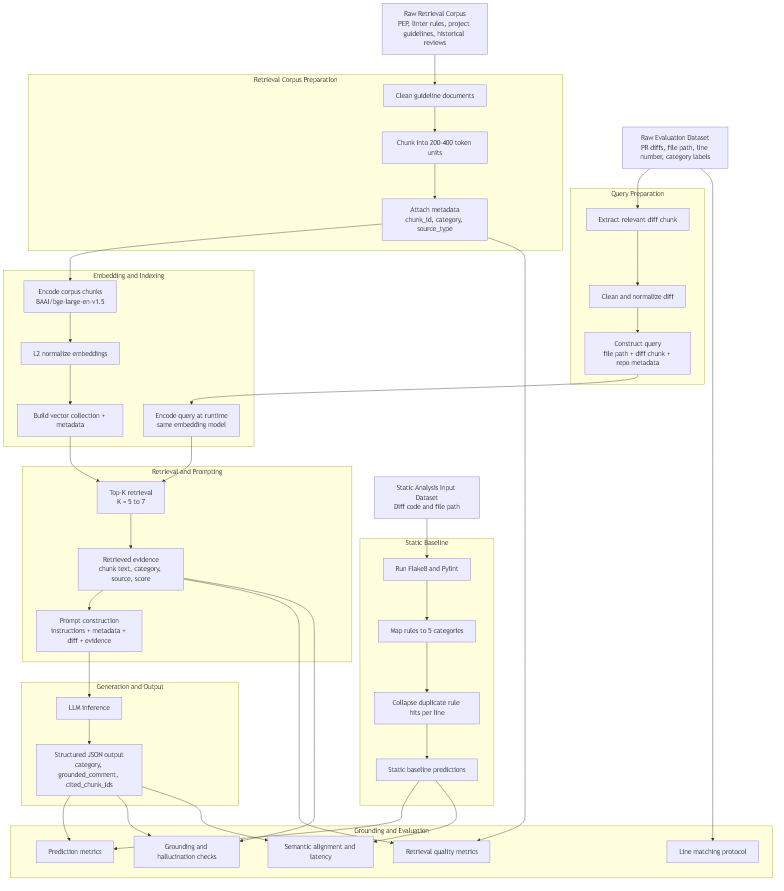 Raw Retrieval Corpus
PEP, linter rules, project
guidelines, historical
reviews
Retrieval Corpus Preparation
Clean guideline documents
Chunk into 200-400 token
units
Attach metadata
chunk_id, category,
source_type
Raw Evaluation Dataset
PR diffs, file path, line
number, category labels
Query Preparation
Extract relevant diff chunk
Clean and normalize diff
Construct query
file path + diff chunk +
repo metadata
Embedding and Indexing
Encode corpus chunks
BAAI/bge-large-en-v1.5
L2 normalize embeddings
Build vector collection +
metadata
Encode query at runtime
same embedding model
Retrieval and Prompting
Top-K retrieval
K = 5 to 7
Retrieved evidence
chunk text, category,
source, score
Prompt construction
instructions + metadata +
diff + evidence
Static Analysis Input
Dataset
Diff code and file path
Static Baseline
Run Flake8 and Pylint
Map rules to 5 categories
Collapse duplicate rule
hits per line
Static baseline predictions
Generation and Output
LLM inference
Structured JSON output
category,
grounded_comment,
cited_chunk_ids
Grounding and Evaluation
Prediction metrics
Grounding and
hallucination checks
Semantic alignment and
latency
Retrieval quality metrics
Line matching protocol